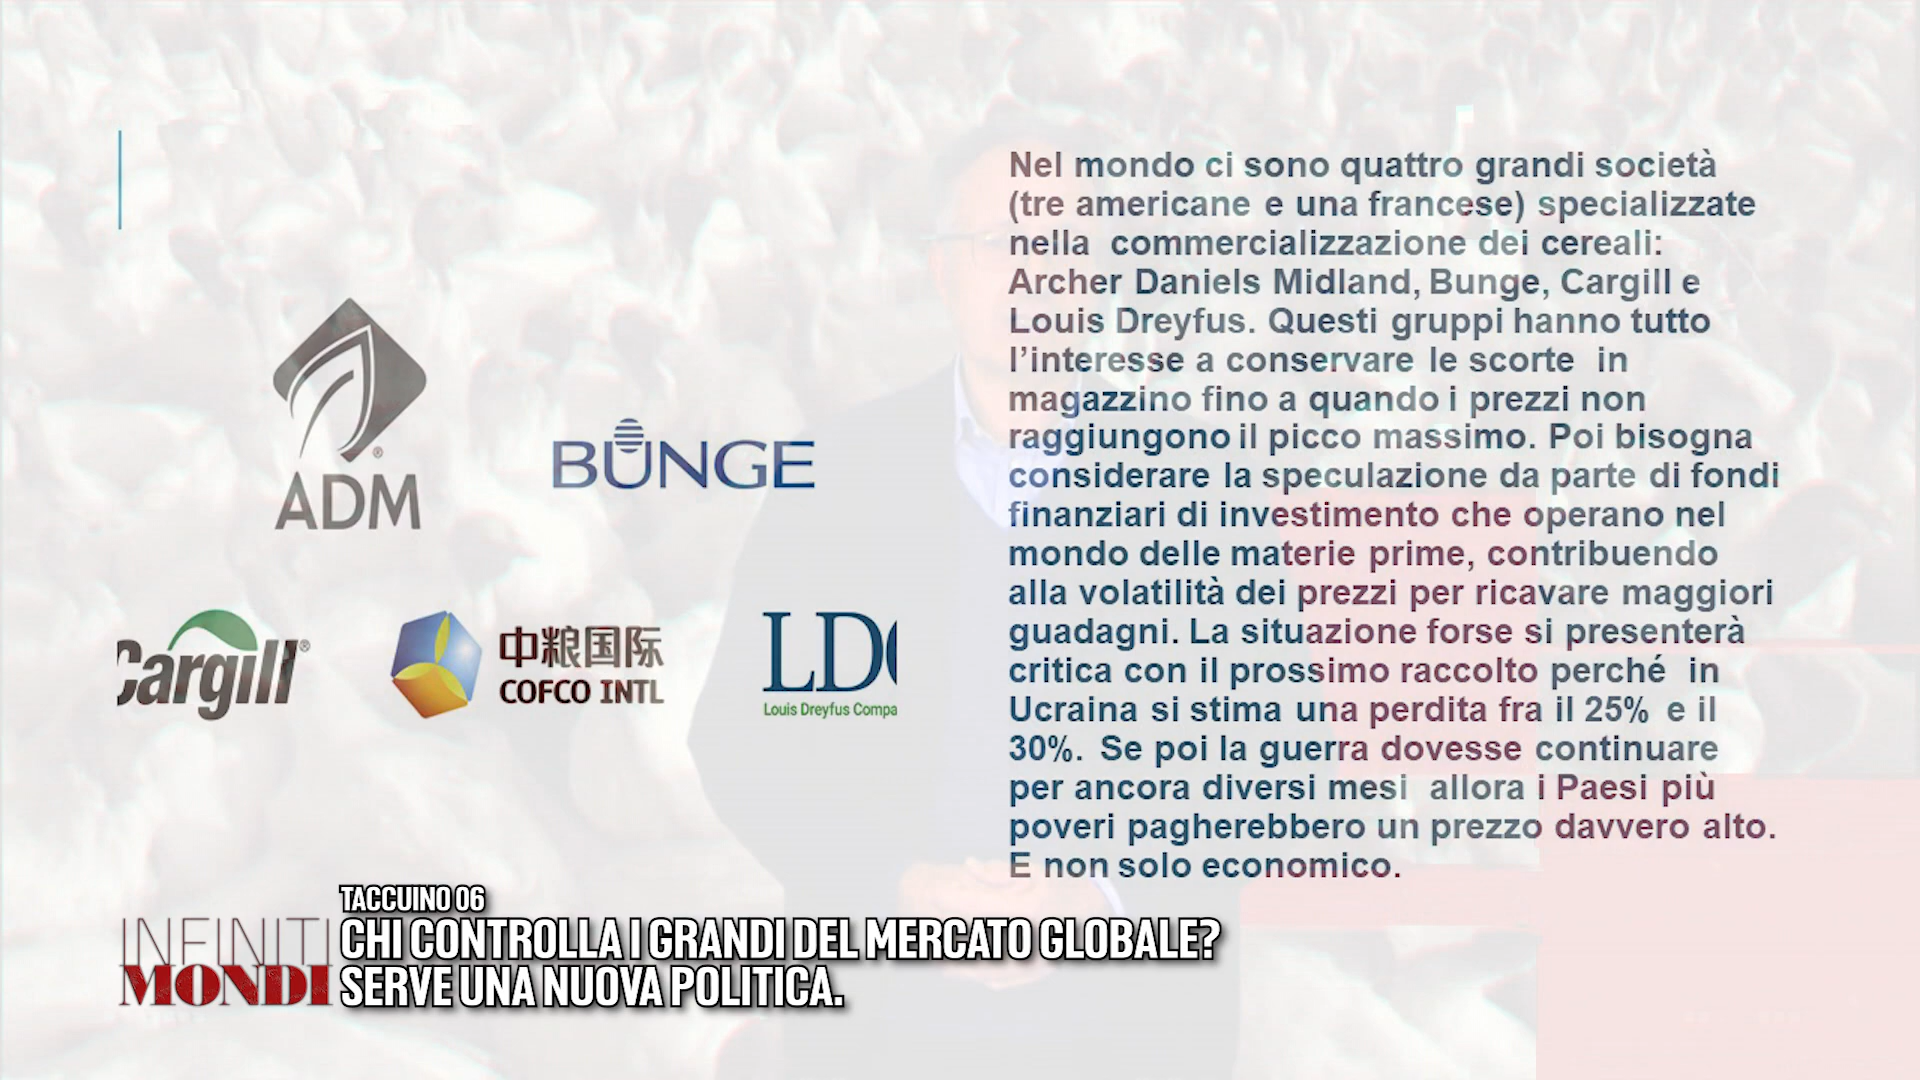 Nel mondo ci sono quattro grandi società
(tre americane e una francese) specializzate
nella commercializzazione dei cereali:
Archer Daniels Midland, Bunge, Cargill e
Louis Dreyfus. Questi gruppi hanno tutto
l’interesse a conservare le scorte in
magazzino fino a quando i prezzi non
raggiungono il picco massimo. Poi bisogna
considerare la speculazione da parte di fondi
finanziari di investimento che operano nel
mondo delle materie prime, contribuendo
alla volatilità dei prezzi per ricavare maggiori
guadagni. La situazione forse si presenterà
critica con il prossimo raccolto perché in
Ucraina si stima una perdita fra il 25% e il
30%. Se poi la guerra dovesse continuare
per ancora diversi mesi allora i Paesi più
poveri pagherebbero un prezzo davvero alto.
E non solo economico.
ADM
BUNGE
Cargill
中粮国际
COFCO INTL
LDC
Louis Dreyfus Compa
TACCUINO 06
CHI CONTROLLA I GRANDI DEL MERCATO GLOBALE?
SERVE UNA NUOVA POLITICA.
INFINITI
MONDI